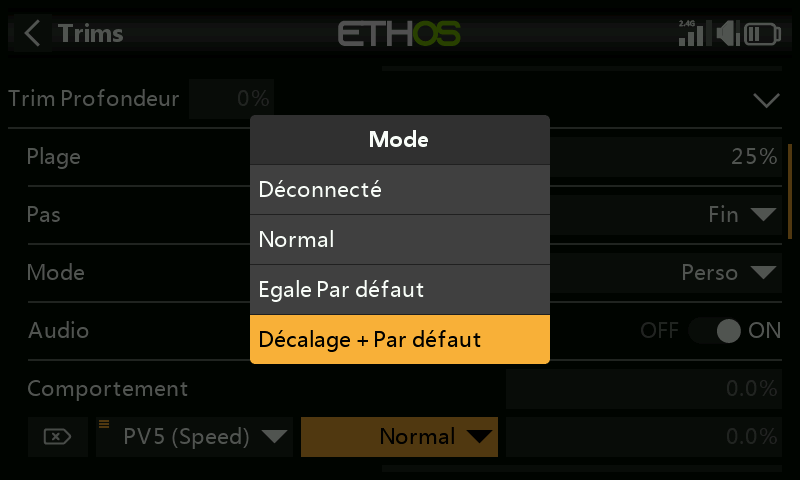 Trims
ETHOS
2.4G
Trim Profondeur
0%
Mode
Plage
25%
Déconnecté
Pas
Fin
Normal
Mode
Perso
Egale Par défaut
Audio
OFF
ON
Décalage + Par défaut
Comportement
0.0%
PV5 (Speed)
Normal
0.0%